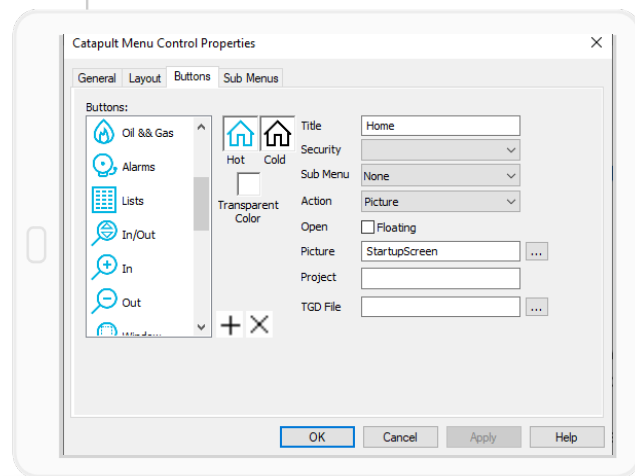 Catapult Menu Control Properties
General Layout Buttons Sub Menus
Buttons:
Oil && Gas
Alarms
Lists
In/Out
In
Out
Window
Hot Cold
Transparent
Color
Title Home
Security
Sub Menu None
Action Picture
Open Floating
Picture StartupScreen ...
Project
TGD File ...
OK Cancel Apply Help